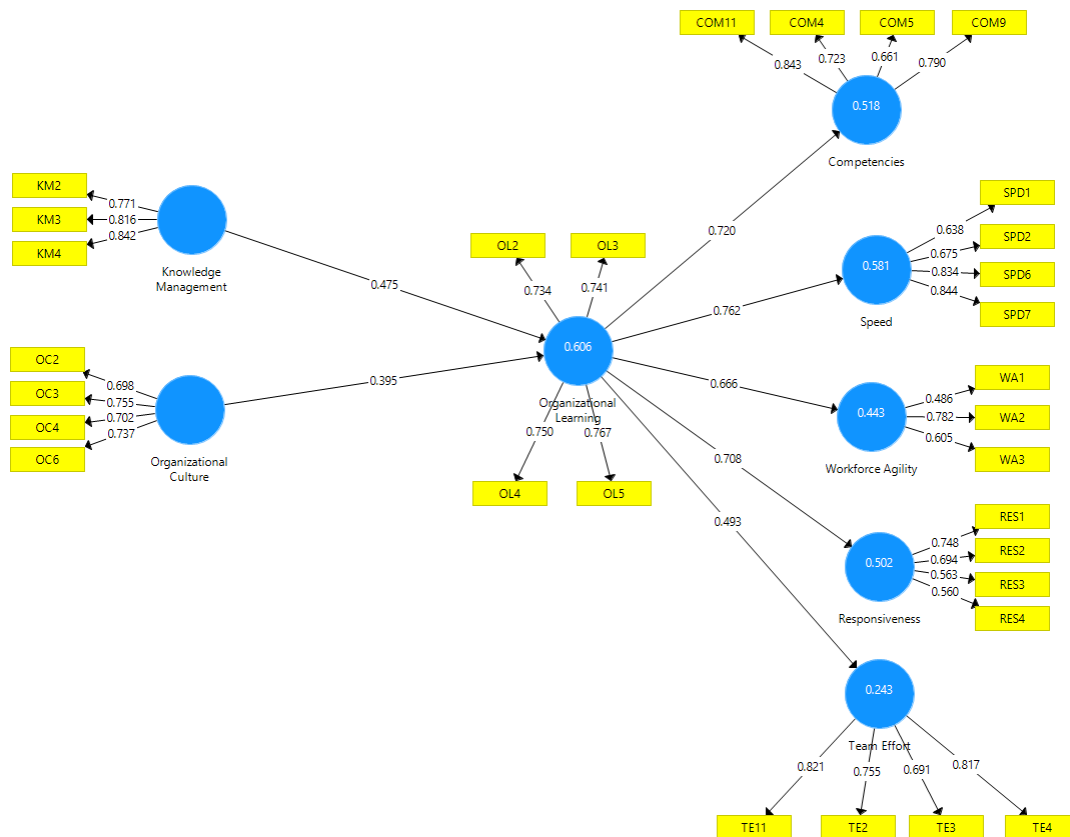 COM11
COM4
COM5
COM9
0.843
0.723
0.661
0.790
0.518
Competencies
KM2
KM3
KM4
0.771
0.816
0.842
Knowledge
Management
0.475
OC2
OC3
OC4
OC6
0.698
0.755
0.702
0.737
Organizational
Culture
0.395
OL2
OL3
0.734
0.741
0.606
Organizational
Learning
0.750
0.767
OL4
OL5
0.720
0.762
0.666
0.708
0.493
0.581
Speed
0.638
0.675
0.834
0.844
SPD1
SPD2
SPD6
SPD7
0.443
Workforce Agility
0.486
0.782
0.605
WA1
WA2
WA3
0.502
Responsiveness
0.748
0.694
0.563
0.560
RES1
RES2
RES3
RES4
0.243
Team Effort
0.821
0.755
0.691
0.817
TE11
TE2
TE3
TE4